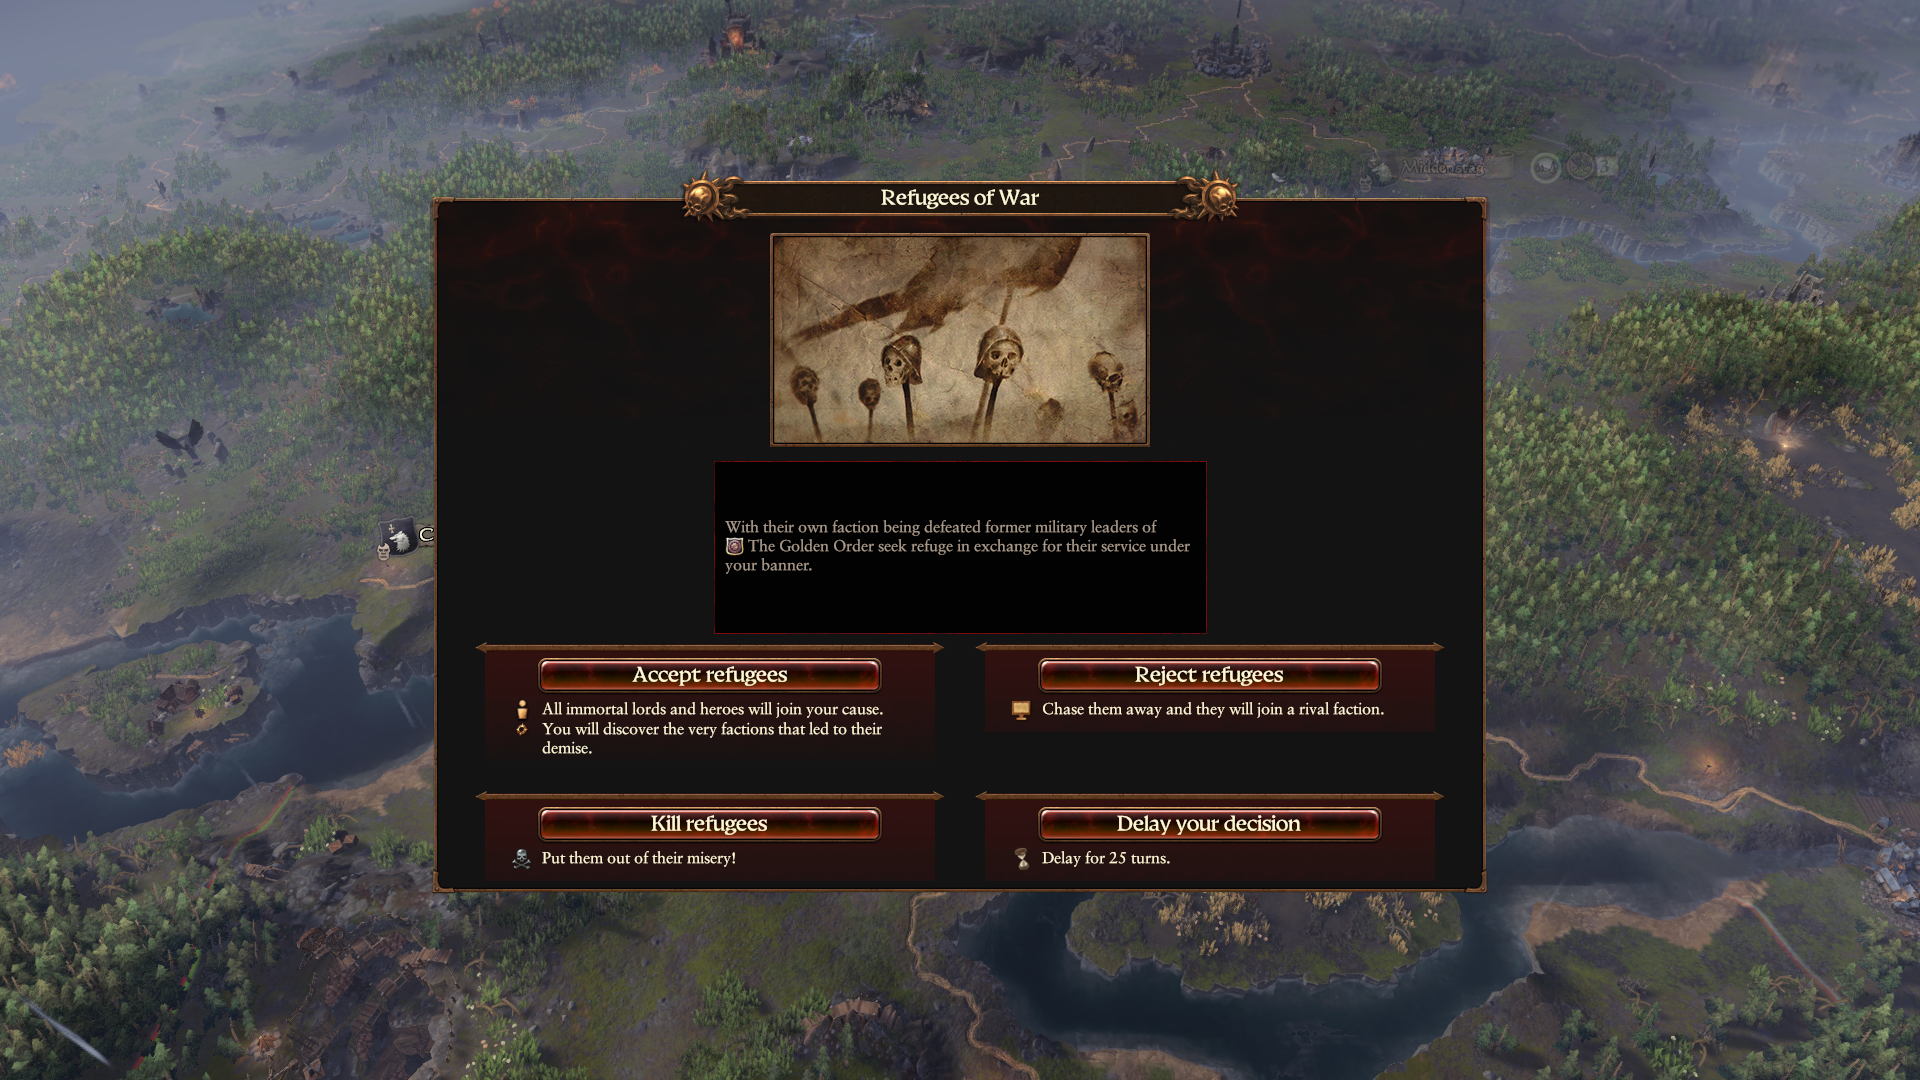 Refugees of War
With their own faction being defeated former military leaders of
The Golden Order seek refuge in exchange for their service under
your banner.
Accept refugees
All immortal lords and heroes will join your cause.
You will discover the very factions that led to their
demise.
Reject refugees
Chase them away and they will join a rival faction.
Kill refugees
Put them out of their misery!
Delay your decision
Delay for 25 turns.
3
C